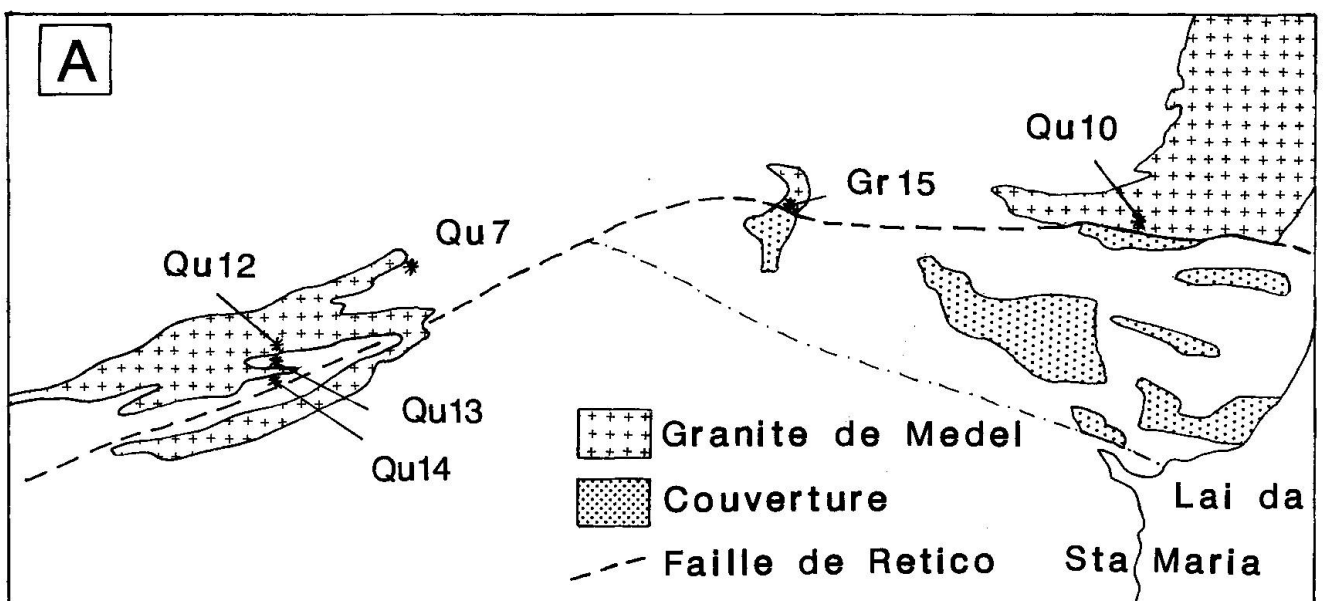 A
Qu10
Gr15
Qu7
Qu12
Qu13
Qu14
Granite de Medel
Couverture
Faille de Retico
Lai da
Sta Maria